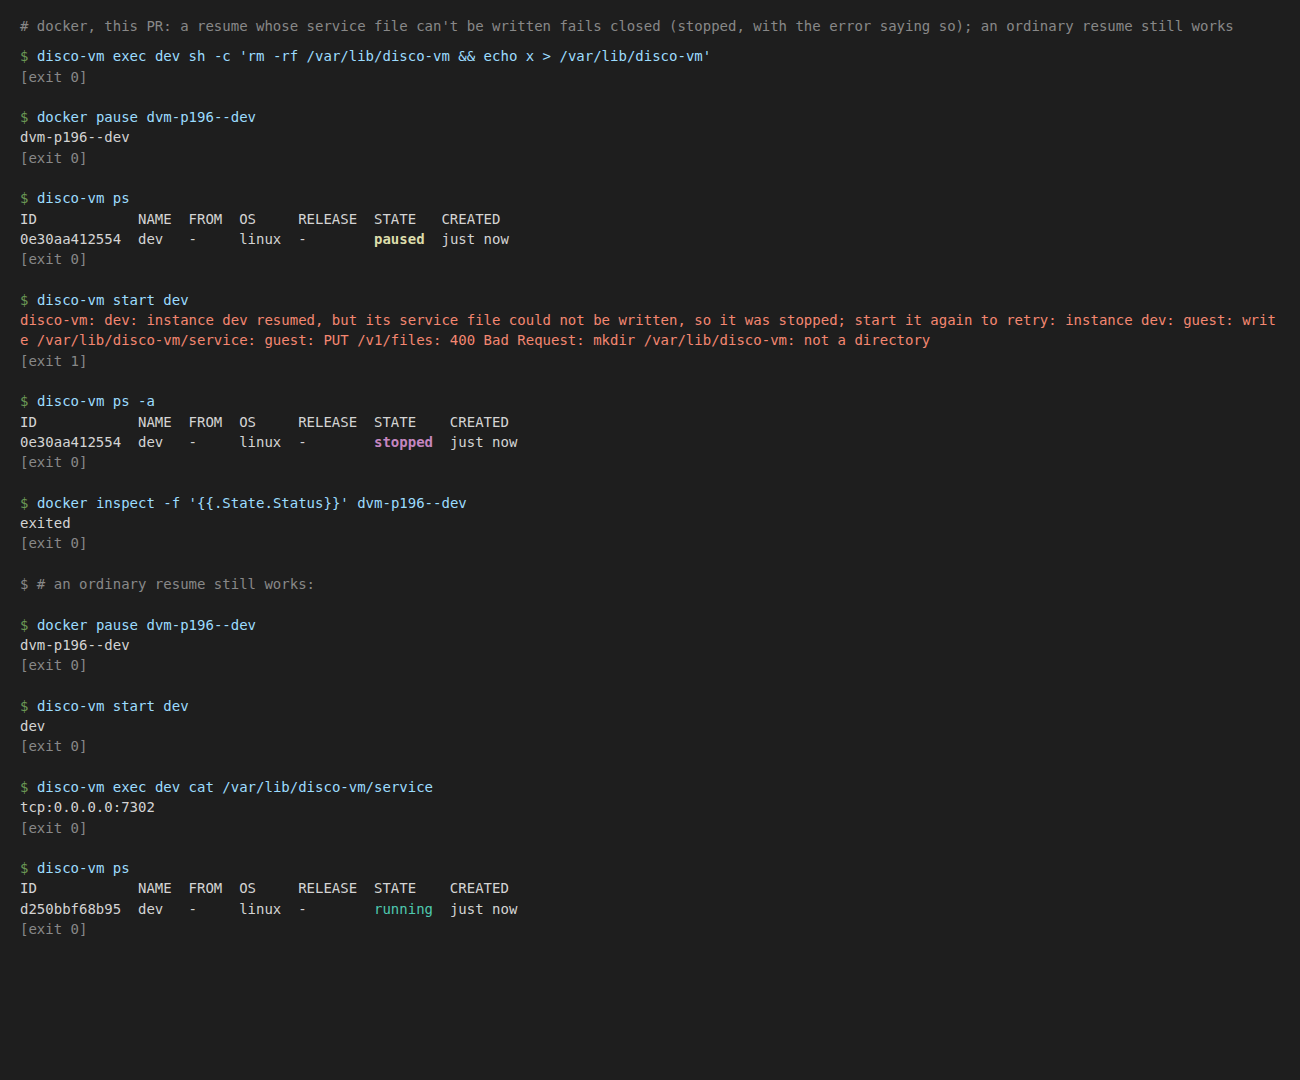 # docker, this PR: a resume whose service file can't be written fails closed (stopped, with the error saying so); an ordinary resume still works
$ disco-vm exec dev sh -c 'rm -rf /var/lib/disco-vm && echo x > /var/lib/disco-vm'
[exit 0]
$ docker pause dvm-p196--dev
dvm-p196--dev
[exit 0]
$ disco-vm ps
ID            NAME  FROM  OS     RELEASE  STATE   CREATED
0e30aa412554  dev   -     linux  -        paused  just now
[exit 0]
$ disco-vm start dev
disco-vm: dev: instance dev resumed, but its service file could not be written, so it was stopped; start it again to retry: instance dev: guest: writ
e /var/lib/disco-vm/service: guest: PUT /v1/files: 400 Bad Request: mkdir /var/lib/disco-vm: not a directory
[exit 1]
$ disco-vm ps -a
ID            NAME  FROM  OS     RELEASE  STATE    CREATED
0e30aa412554  dev   -     linux  -        stopped  just now
[exit 0]
$ docker inspect -f '{{.State.Status}}' dvm-p196--dev
exited
[exit 0]
$ # an ordinary resume still works:
$ docker pause dvm-p196--dev
dvm-p196--dev
[exit 0]
$ disco-vm start dev
dev
[exit 0]
$ disco-vm exec dev cat /var/lib/disco-vm/service
tcp:0.0.0.0:7302
[exit 0]
$ disco-vm ps
ID            NAME  FROM  OS     RELEASE  STATE    CREATED
d250bbf68b95  dev   -     linux  -        running  just now
[exit 0]